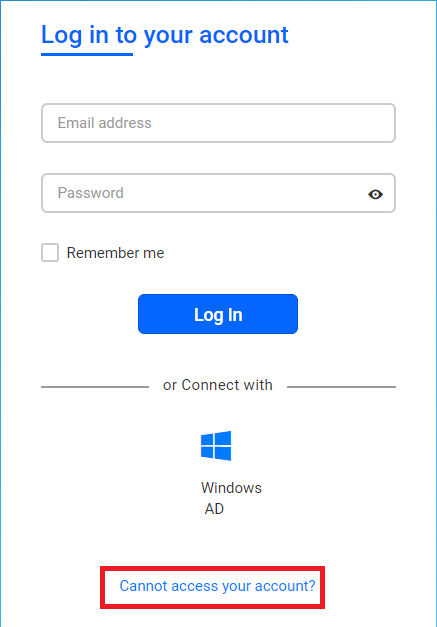 Log in to your account
Email address
Password
Remember me
Log In
or Connect with
Windows
AD
Cannot access your account?